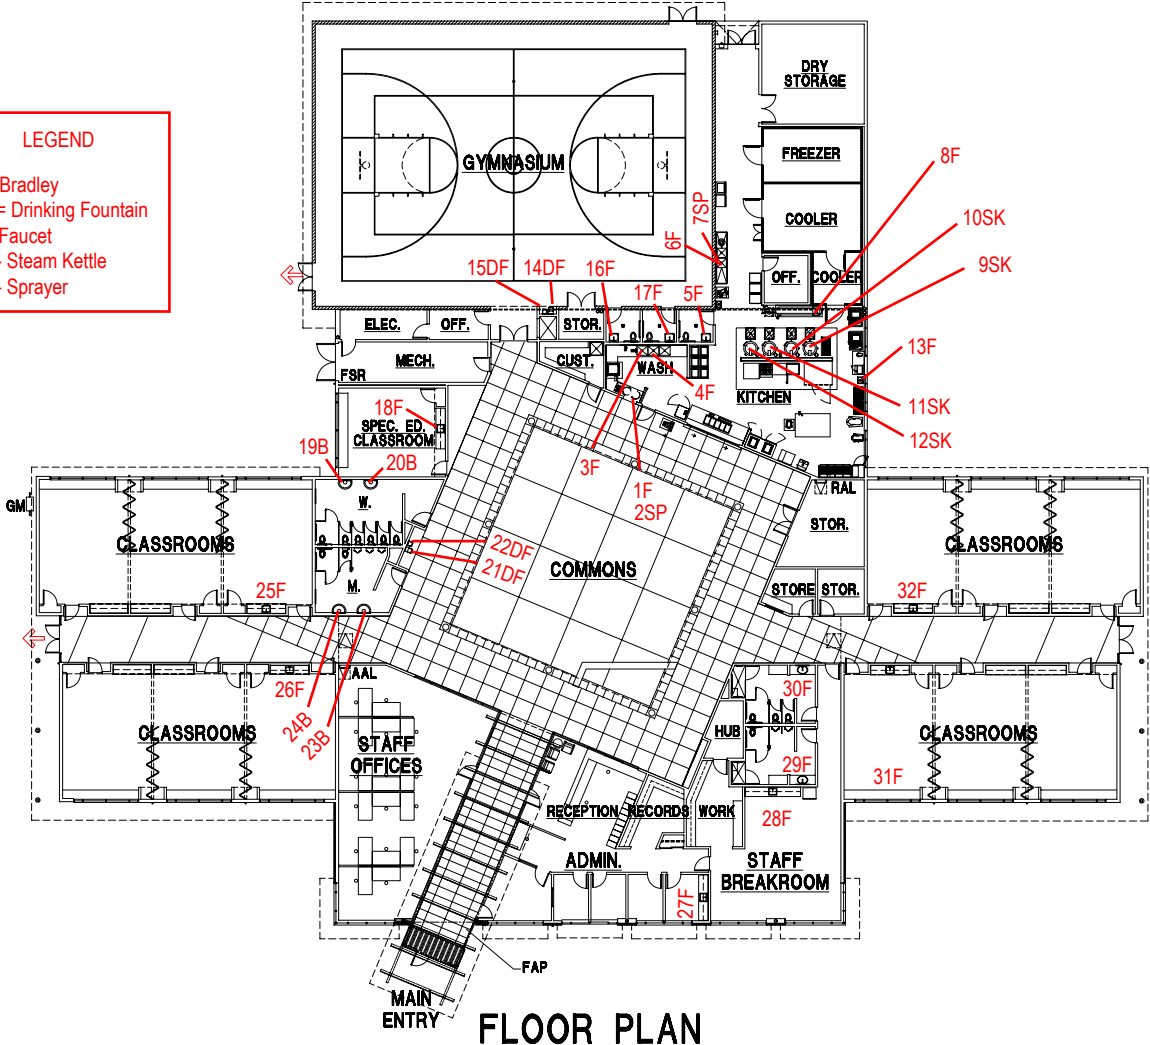 DRY
STORAGE
LEGEND
Bradley
= Drinking Fountain
Faucet
- Steam Kettle
- Sprayer
FREEZER
GYMNASIUM
8F
COOLER
10SK
7SP
6F
9SK
15DF
14DF
16F
17F
5F
OFF.
COOLER
ELEC.
OFF.
STOR.
13F
MECH.
FSR
CUST.
WASH
4F
KITCHEN
11SK
12SK
18F
SPEC. ED.
CLASSROOM
19B
20B
3F
1F
2SP
GM
W.
RAL
STOR.
CLASSROOMS
22DF
21DF
COMMONS
CLASSROOMS
M.
25F
STORE
STOR.
32F
AAL
26F
24B
23B
30F
CLASSROOMS
STAFF
OFFICES
HUB
CLASSROOMS
29F
31F
RECEPTION
RECORDS
WORK
28F
ADMIN.
STAFF
BREAKROOM
27F
FAP
MAIN
ENTRY
FLOOR PLAN